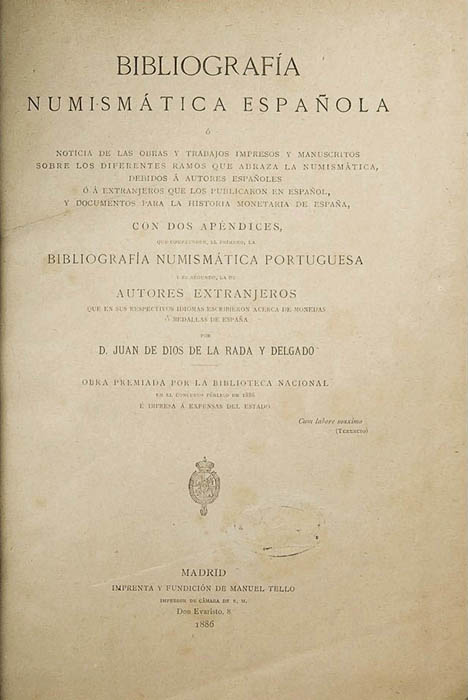 BIBLIOGRAFÍA
NUMISMÁTICA ESPAÑOLA
Ó
NOTICIA DE LAS OBRAS Y TRABAJOS IMPRESOS Y MANUSCRITOS
SOBRE LOS DIFERENTES RAMOS QUE ABRAZA LA NUMISMÁTICA,
DEBIDOS Á AUTORES ESPAÑOLES
Ó Á EXTRANJEROS QUE LOS PUBLICARON EN ESPAÑOL,
Y DOCUMENTOS PARA LA HISTORIA MONETARIA DE ESPAÑA,
CON DOS APÉNDICES,
QUE COMPRENDEN, EL PRIMERO, LA
BIBLIOGRAFÍA NUMISMÁTICA PORTUGUESA
Y EL SEGUNDO, LA DE
AUTORES EXTRANJEROS
QUE EN SUS RESPECTIVOS IDIOMAS ESCRIBIERON ACERCA DE MONEDAS
Ó MEDALLAS DE ESPAÑA
POR
D. JUAN DE DIOS DE LA RADA Y DELGADO
OBRA PREMIADA POR LA BIBLIOTECA NACIONAL
EN EL CONCURSO PÚBLICO DE 1886
É IMPRESA Á EXPENSAS DEL ESTADO
Cum labore maximo
(TERENCIO)
MADRID
IMPRENTA Y FUNDICIÓN DE MANUEL TELLO
IMPRESOR DE CÁMARA DE S. M.
Don Evaristo, 8
1886